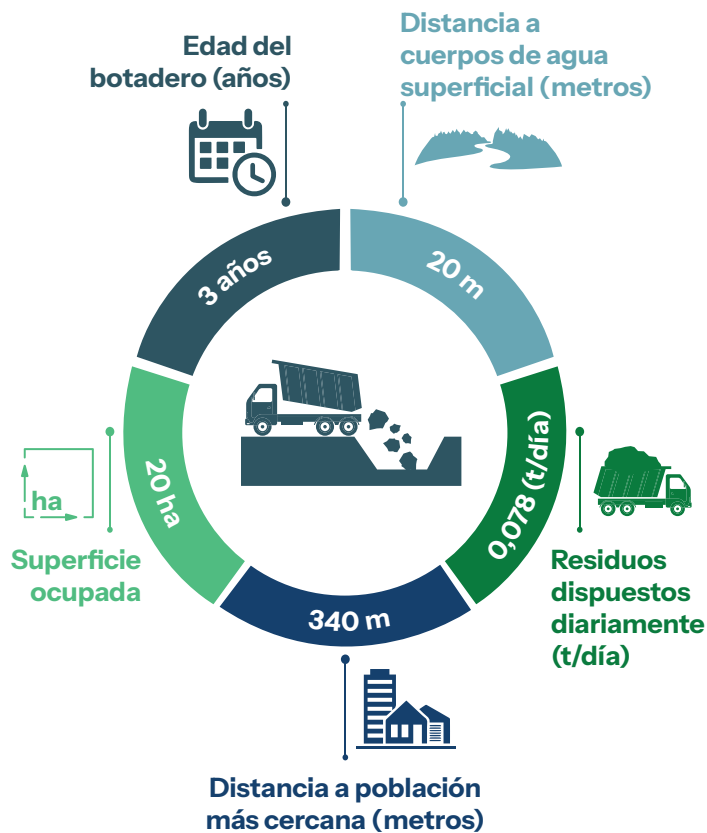 Edad del
botadero (años)
Distancia a
cuerpos de agua
superficial (metros)
3 años
20 m
20 ha
0,078 (t/día)
340 m
ha
Superficie
ocupada
Residuos
dispuestos
diariamente
(t/día)
Distancia a población
más cercana (metros)